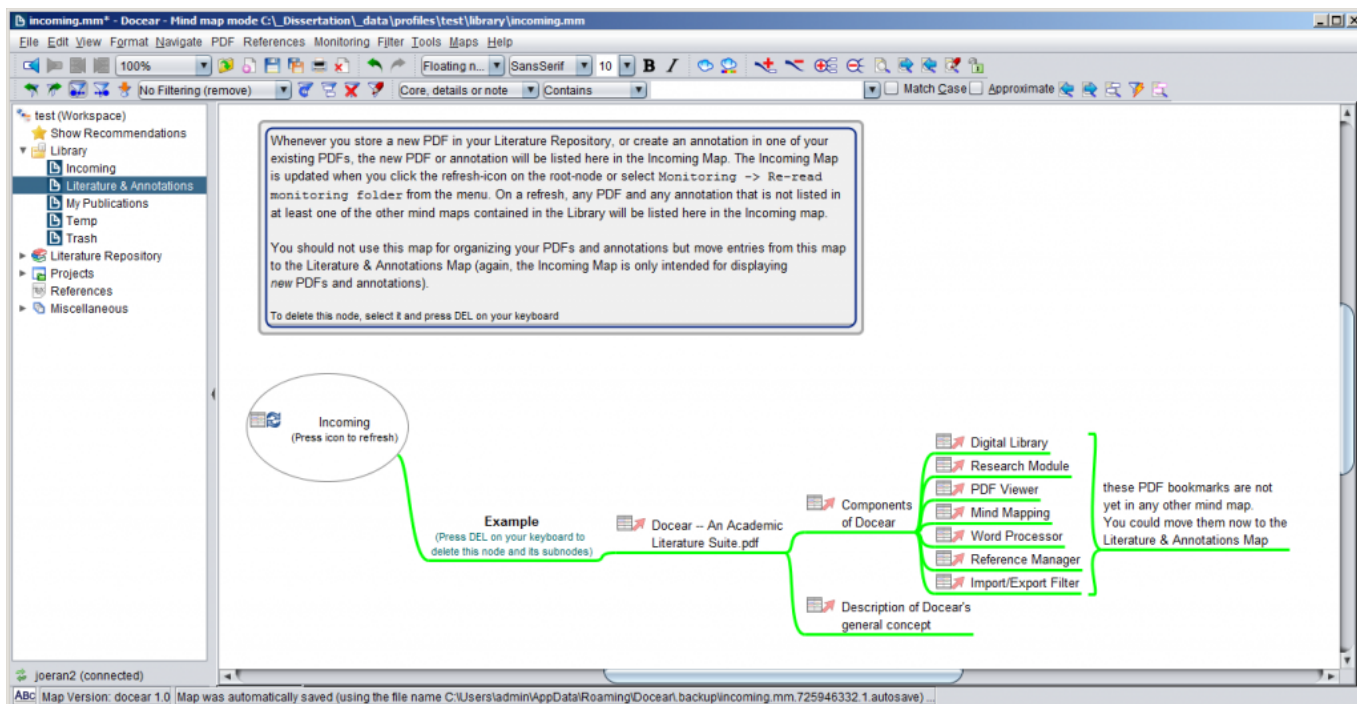 incoming.mm* - Docear - Mind map mode C:\_Dissertation\_data\profiles\test\library\incoming.mm
File Edit View Format Navigate PDF References Monitoring Filter Tools Maps Help
100% Floating n... SansSerif 10 B I
No Filtering (remove) Core, details or note Contains Match Case Approximate
test (Workspace)
Show Recommendations
Library
Incoming
Literature & Annotations
My Publications
Temp
Trash
Literature Repository
Projects
References
Miscellaneous
Whenever you store a new PDF in your Literature Repository, or create an annotation in one of your
existing PDFs, the new PDF or annotation will be listed here in the Incoming Map. The Incoming Map
is updated when you click the refresh-icon on the root-node or select Monitoring -> Re-read
monitoring folder from the menu. On a refresh, any PDF and any annotation that is not listed in
at least one of the other mind maps contained in the Library will be listed here in the Incoming map.
You should not use this map for organizing your PDFs and annotations but move entries from this map
to the Literature & Annotations Map (again, the Incoming Map is only intended for displaying
new PDFs and annotations).
To delete this node, select it and press DEL on your keyboard
Incoming
(Press icon to refresh)
Example
(Press DEL on your keyboard to
delete this node and its subnodes)
Docear -- An Academic
Literature Suite.pdf
Components
of Docear
Digital Library
Research Module
PDF Viewer
Mind Mapping
Word Processor
Reference Manager
Import/Export Filter
these PDF bookmarks are not
yet in any other mind map.
You could move them now to the
Literature & Annotations Map
Description of Docear's
general concept
joeran2 (connected)
ABC Map Version: docear 1.0 Map was automatically saved (using the file name C:\Users\admin\AppData\Roaming\Docear\.backup\incoming.mm.725946332.1.autosave) ...